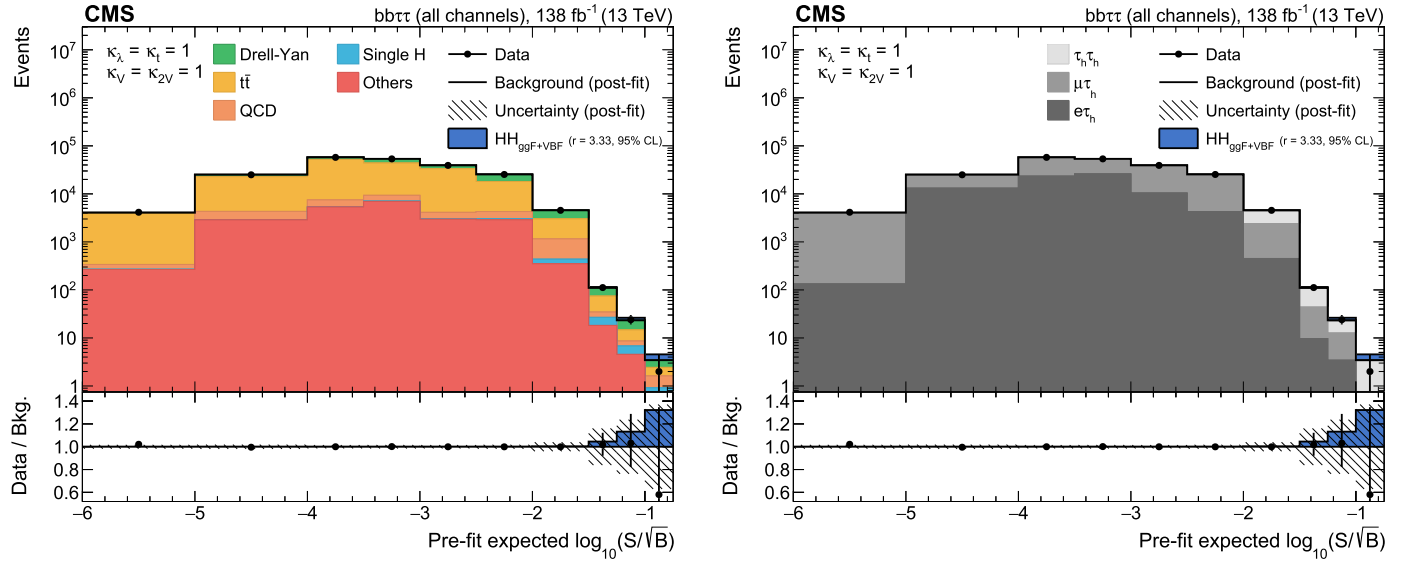 CMS bbττ (all channels), 138 fb⁻¹ (13 TeV)
Events
κλ = κt = 1
κV = κ2V = 1
Drell-Yan
tt̄
QCD
Single H
Others
Data
Background (post-fit)
Uncertainty (post-fit)
HH ggF+VBF (r = 3.33, 95% CL)
10⁷
10⁶
10⁵
10⁴
10³
10²
10
1
Data / Bkg.
1.4
1.2
1.0
0.8
0.6
−6 −5 −4 −3 −2 −1
Pre-fit expected log₁₀(S/√B)
CMS bbττ (all channels), 138 fb⁻¹ (13 TeV)
Events
κλ = κt = 1
κV = κ2V = 1
τhτh
μτh
eτh
Data
Background (post-fit)
Uncertainty (post-fit)
HH ggF+VBF (r = 3.33, 95% CL)
10⁷
10⁶
10⁵
10⁴
10³
10²
10
1
Data / Bkg.
1.4
1.2
1.0
0.8
0.6
−6 −5 −4 −3 −2 −1
Pre-fit expected log₁₀(S/√B)